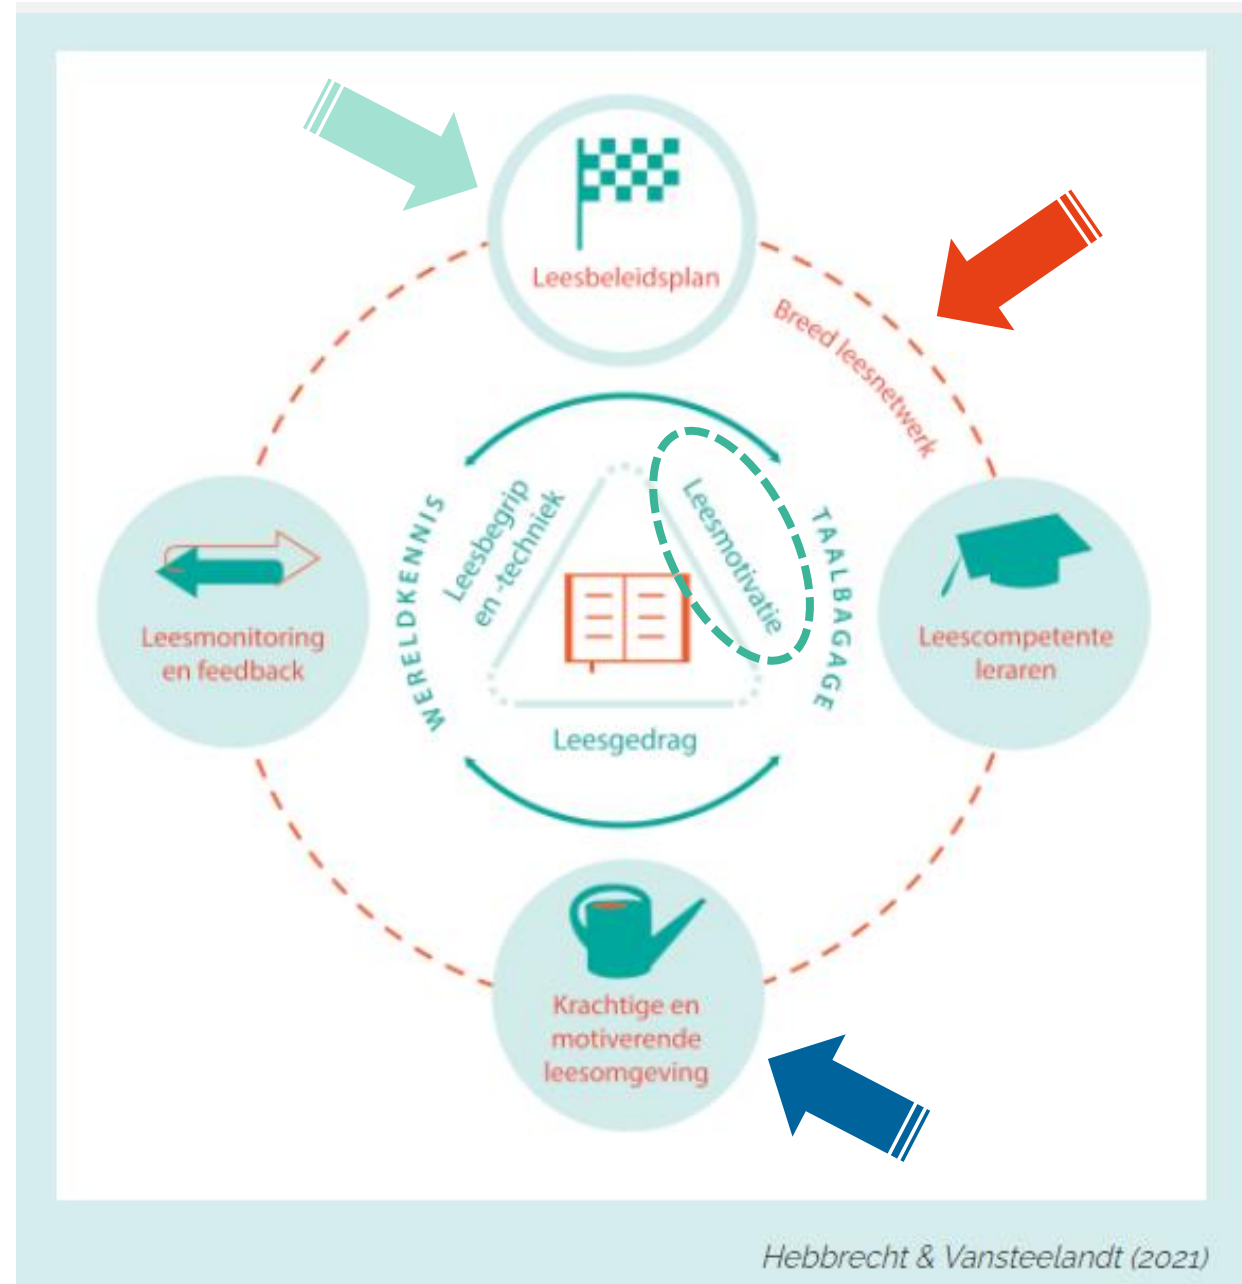 Leesbeleidsplan
Breed leesnetwerk
WERELDKENNIS
Leesbegrip
en -techniek
Leesmotivatie
TAALBAGAGE
Leesmonitoring
en feedback
Leescompetente
leraren
Leesgedrag
Krachtige en
motiverende
leesomgeving
Hebbrecht & Vansteelandt (2021)